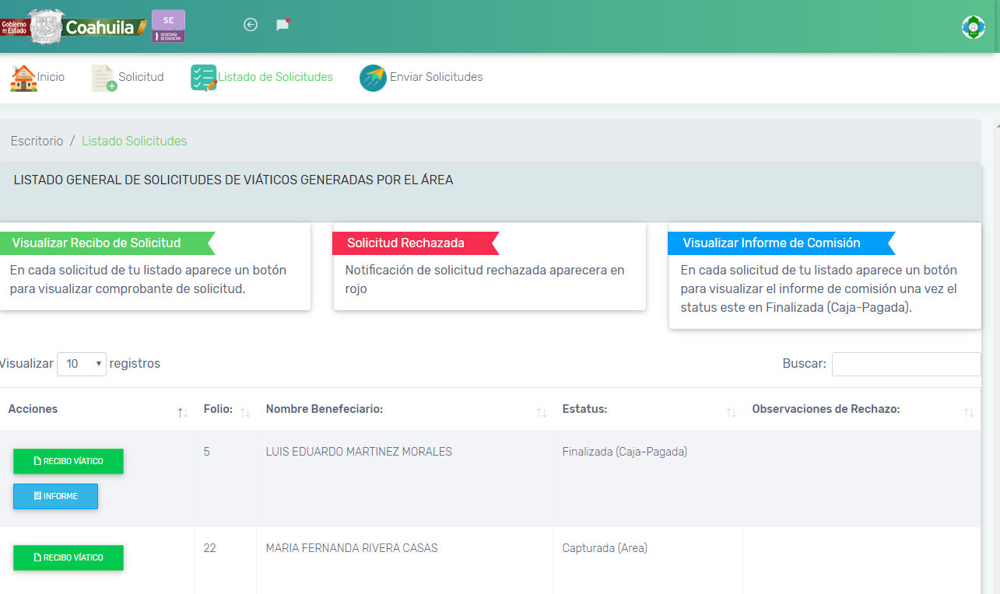 Gobierno
de Estado
Coahuila
SE
SECRETARÍA
DE EDUCACIÓN
Inicio
Solicitud
Listado de Solicitudes
Enviar Solicitudes
Escritorio / Listado Solicitudes
LISTADO GENERAL DE SOLICITUDES DE VIÁTICOS GENERADAS POR EL ÁREA
Visualizar Recibo de Solicitud
En cada solicitud de tu listado aparece un botón
para visualizar comprobante de solicitud.
Solicitud Rechazada
Notificación de solicitud rechazada aparecera en
rojo
Visualizar Informe de Comisión
En cada solicitud de tu listado aparece un botón
para visualizar el informe de comisión una vez el
status este en Finalizada (Caja-Pagada).
Visualizar 10 registros
Buscar:
Acciones Folio: Nombre Benefeciario: Estatus: Observaciones de Rechazo:
RECIBO VÍATICO 5 LUIS EDUARDO MARTINEZ MORALES Finalizada (Caja-Pagada)
INFORME
RECIBO VÍATICO 22 MARIA FERNANDA RIVERA CASAS Capturada (Area)